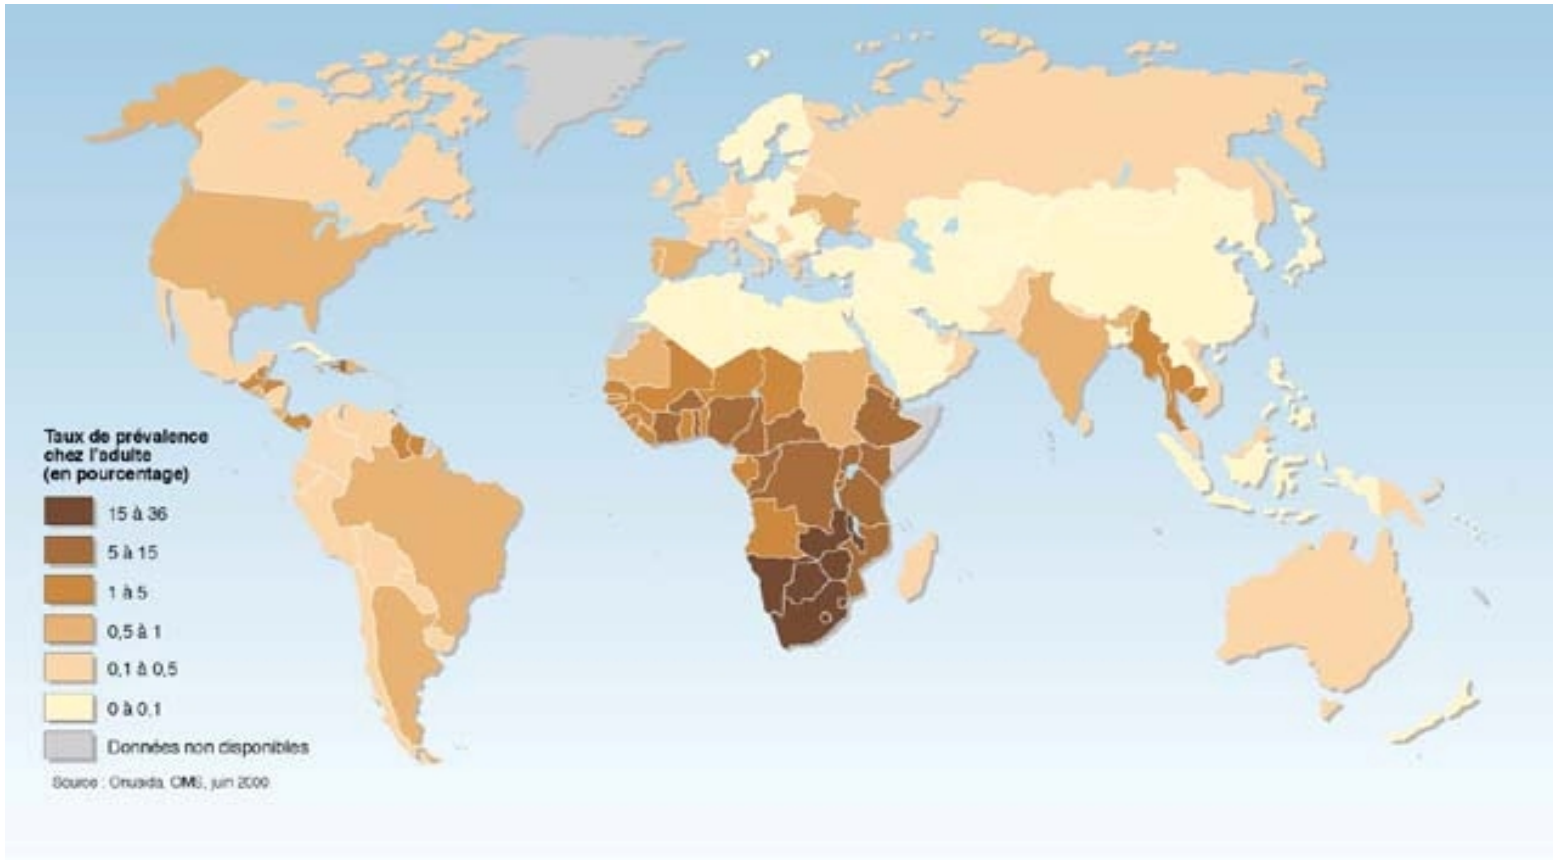 Taux de prévalence
chez l'adulte
(en pourcentage)
15 à 36
5 à 15
1 à 5
0,5 à 1
0,1 à 0,5
0 à 0,1
Données non disponibles
Source : Onusida, OMS, juin 2000